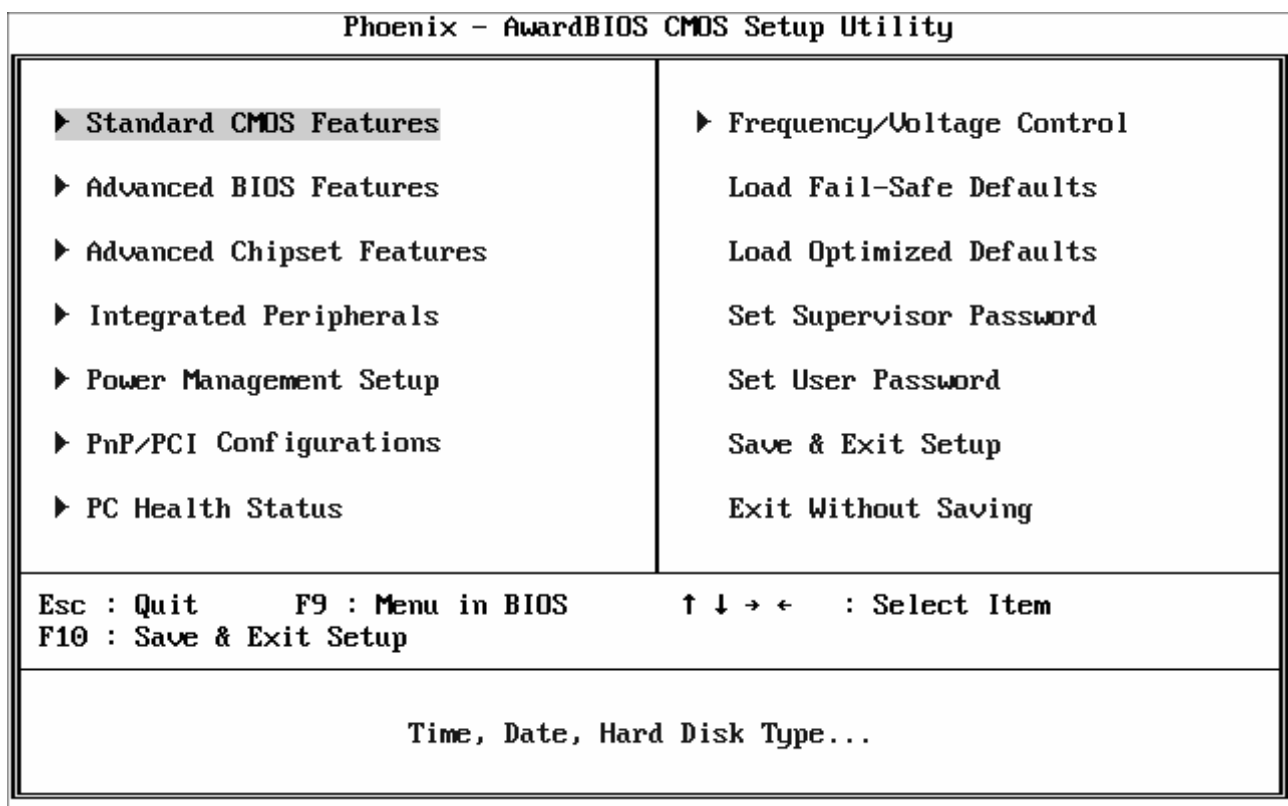 Phoenix - AwardBIOS CMOS Setup Utility
▶ Standard CMOS Features
▶ Advanced BIOS Features
▶ Advanced Chipset Features
▶ Integrated Peripherals
▶ Power Management Setup
▶ PnP/PCI Configurations
▶ PC Health Status
▶ Frequency/Voltage Control
Load Fail-Safe Defaults
Load Optimized Defaults
Set Supervisor Password
Set User Password
Save & Exit Setup
Exit Without Saving
Esc : Quit F9 : Menu in BIOS ↑ ↓ → ← : Select Item
F10 : Save & Exit Setup
Time, Date, Hard Disk Type...